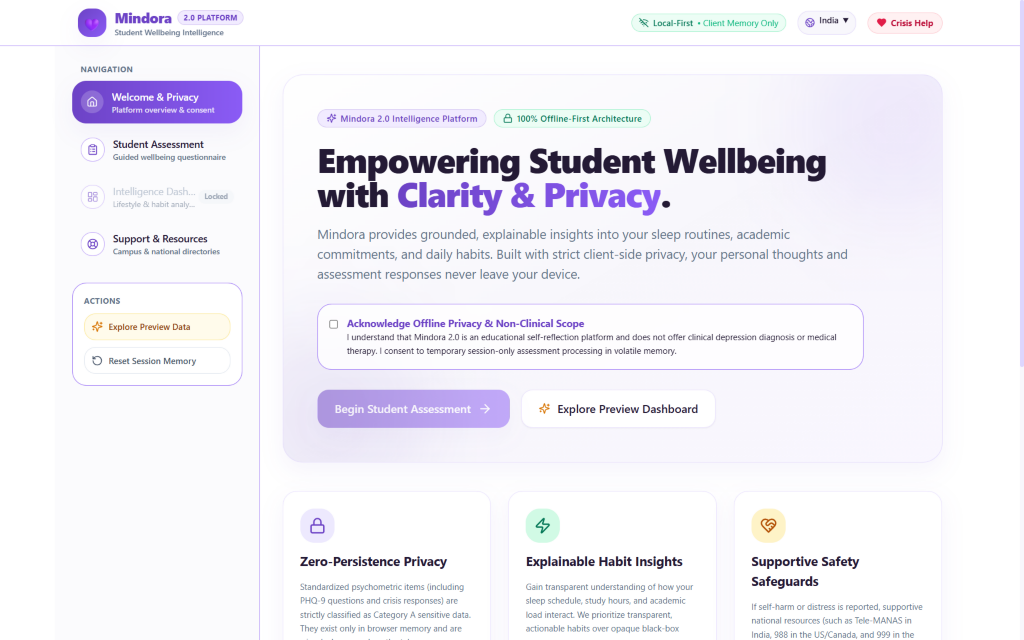 Mindora
2.0 PLATFORM
Student Wellbeing Intelligence
Local-First • Client Memory Only
India ▼
Crisis Help
NAVIGATION
Welcome & Privacy
Platform overview & consent
Student Assessment
Guided wellbeing questionnaire
Intelligence Dash...
Lifestyle & habit analy...
Locked
Support & Resources
Campus & national directories
ACTIONS
Explore Preview Data
Reset Session Memory
Mindora 2.0 Intelligence Platform
100% Offline-First Architecture
Empowering Student Wellbeing
with Clarity & Privacy.
Mindora provides grounded, explainable insights into your sleep routines, academic
commitments, and daily habits. Built with strict client-side privacy, your personal thoughts and
assessment responses never leave your device.
Acknowledge Offline Privacy & Non-Clinical Scope
I understand that Mindora 2.0 is an educational self-reflection platform and does not offer clinical depression diagnosis or medical
therapy. I consent to temporary session-only assessment processing in volatile memory.
Begin Student Assessment →
Explore Preview Dashboard
Zero-Persistence Privacy
Standardized psychometric items (including
PHQ-9 questions and crisis responses) are
strictly classified as Category A sensitive data.
They exist only in browser memory and are
Explainable Habit Insights
Gain transparent understanding of how your
sleep schedule, study hours, and academic
load interact. We prioritize transparent,
actionable habits over opaque black-box
Supportive Safety
Safeguards
If self-harm or distress is reported, supportive
national resources (such as Tele-MANAS in
India, 988 in the US/Canada, and 999 in the